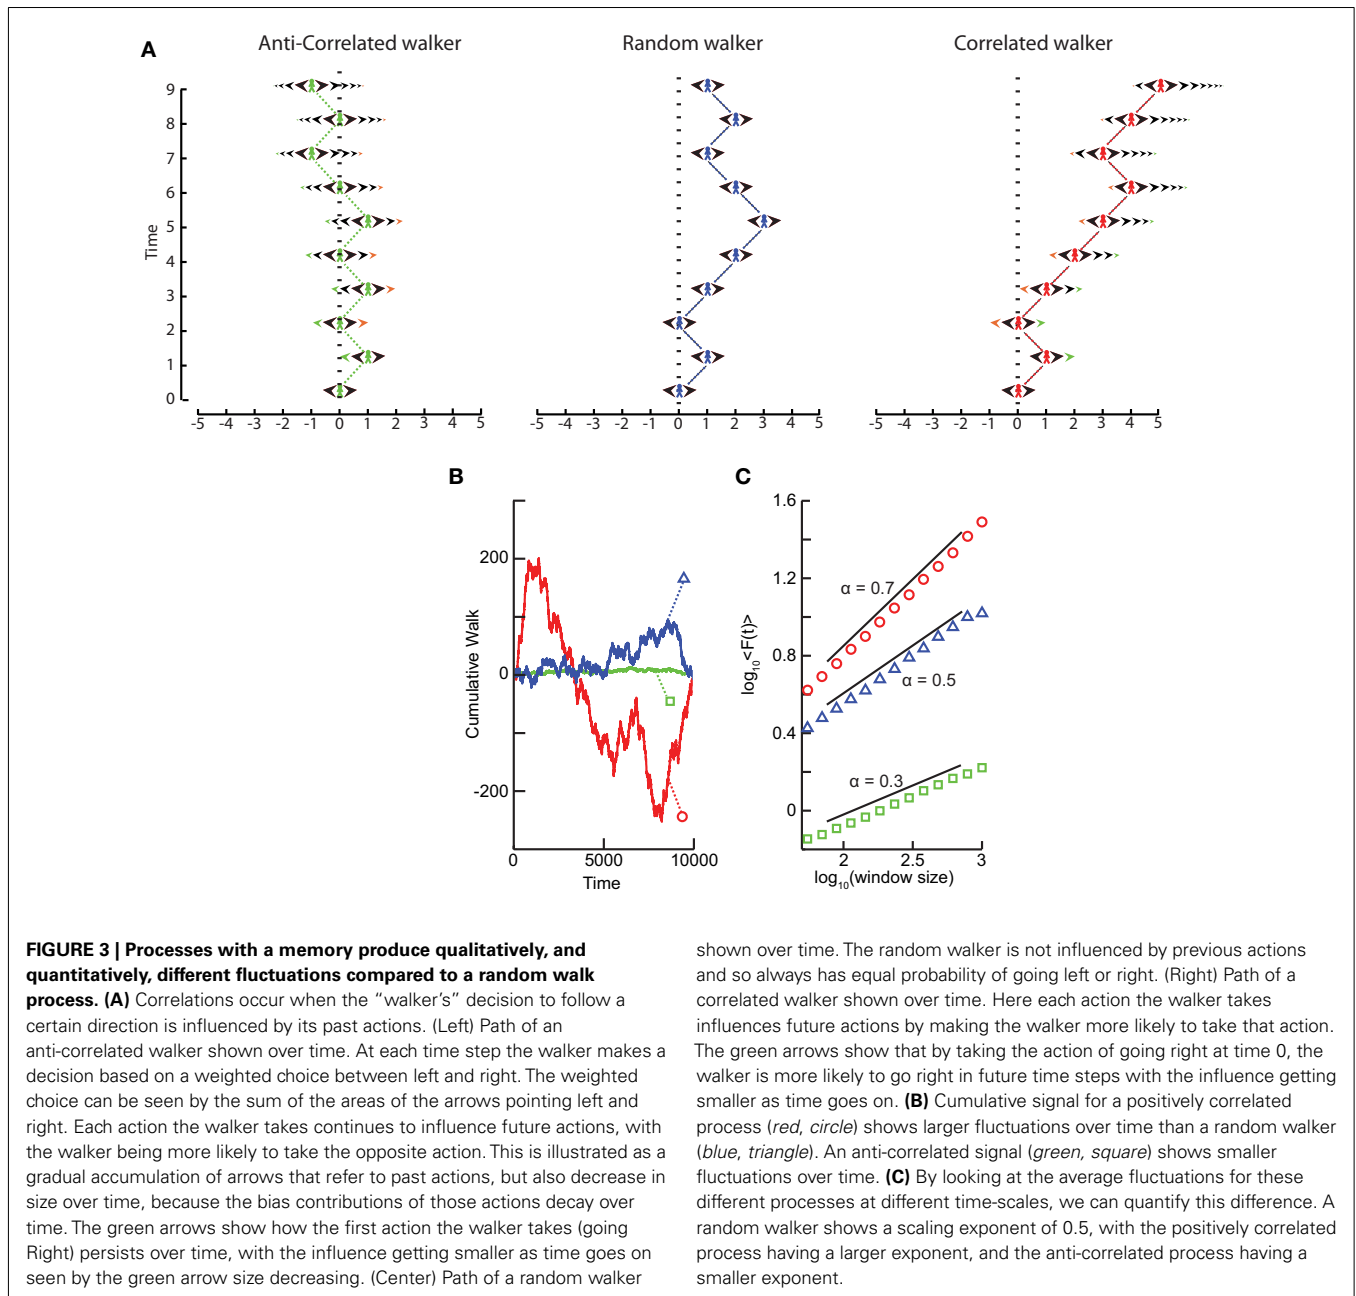 A
Anti-Correlated walker
Random walker
Correlated walker
9
8
7
6
5
4
3
2
1
0
Time
-5 -4 -3 -2 -1 0 1 2 3 4 5
-5 -4 -3 -2 -1 0 1 2 3 4 5
-5 -4 -3 -2 -1 0 1 2 3 4 5
B
200
0
-200
Cumulative Walk
0 5000 10000
Time
C
1.6
1.2
0.8
0.4
0
log10<F(t)>
α = 0.7
α = 0.5
α = 0.3
2 2.5 3
log10(window size)
FIGURE 3 | Processes with a memory produce qualitatively, and
quantitatively, different fluctuations compared to a random walk
process. (A) Correlations occur when the “walker’s” decision to follow a
certain direction is influenced by its past actions. (Left) Path of an
anti-correlated walker shown over time. At each time step the walker makes a
decision based on a weighted choice between left and right. The weighted
choice can be seen by the sum of the areas of the arrows pointing left and
right. Each action the walker takes continues to influence future actions, with
the walker being more likely to take the opposite action. This is illustrated as a
gradual accumulation of arrows that refer to past actions, but also decrease in
size over time, because the bias contributions of those actions decay over
time. The green arrows show how the first action the walker takes (going
Right) persists over time, with the influence getting smaller as time goes on
seen by the green arrow size decreasing. (Center) Path of a random walker
shown over time. The random walker is not influenced by previous actions
and so always has equal probability of going left or right. (Right) Path of a
correlated walker shown over time. Here each action the walker takes
influences future actions by making the walker more likely to take that action.
The green arrows show that by taking the action of going right at time 0, the
walker is more likely to go right in future time steps with the influence getting
smaller as time goes on. (B) Cumulative signal for a positively correlated
process (red, circle) shows larger fluctuations over time than a random walker
(blue, triangle). An anti-correlated signal (green, square) shows smaller
fluctuations over time. (C) By looking at the average fluctuations for these
different processes at different time-scales, we can quantify this difference. A
random walker shows a scaling exponent of 0.5, with the positively correlated
process having a larger exponent, and the anti-correlated process having a
smaller exponent.